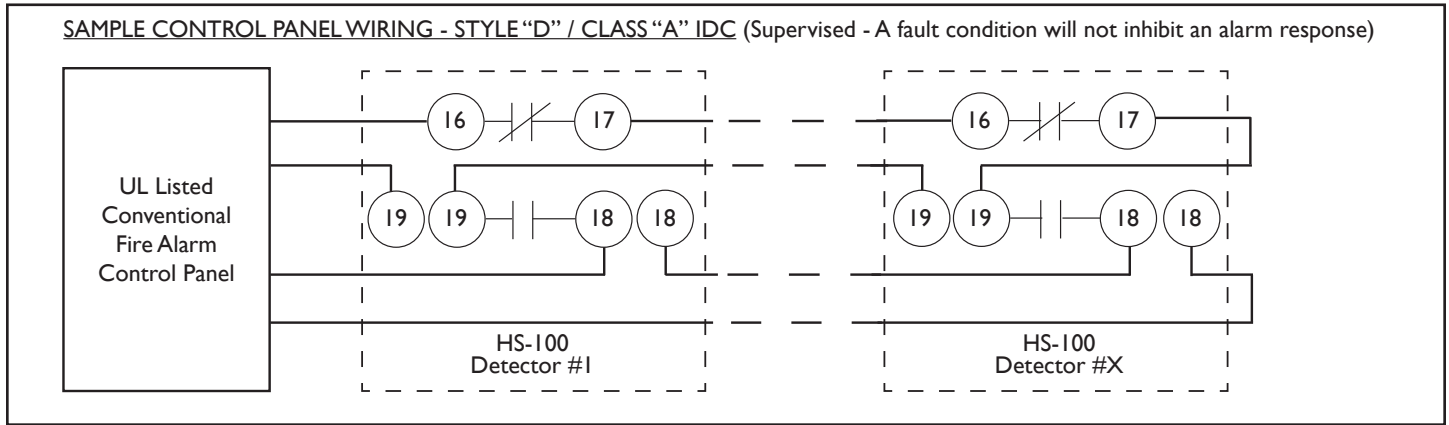 SAMPLE CONTROL PANEL WIRING - STYLE “D” / CLASS “A” IDC (Supervised - A fault condition will not inhibit an alarm response)
UL Listed
Conventional
Fire Alarm
Control Panel
16 17
19 19 18 18
HS-100
Detector #1
16 17
19 19 18 18
HS-100
Detector #X